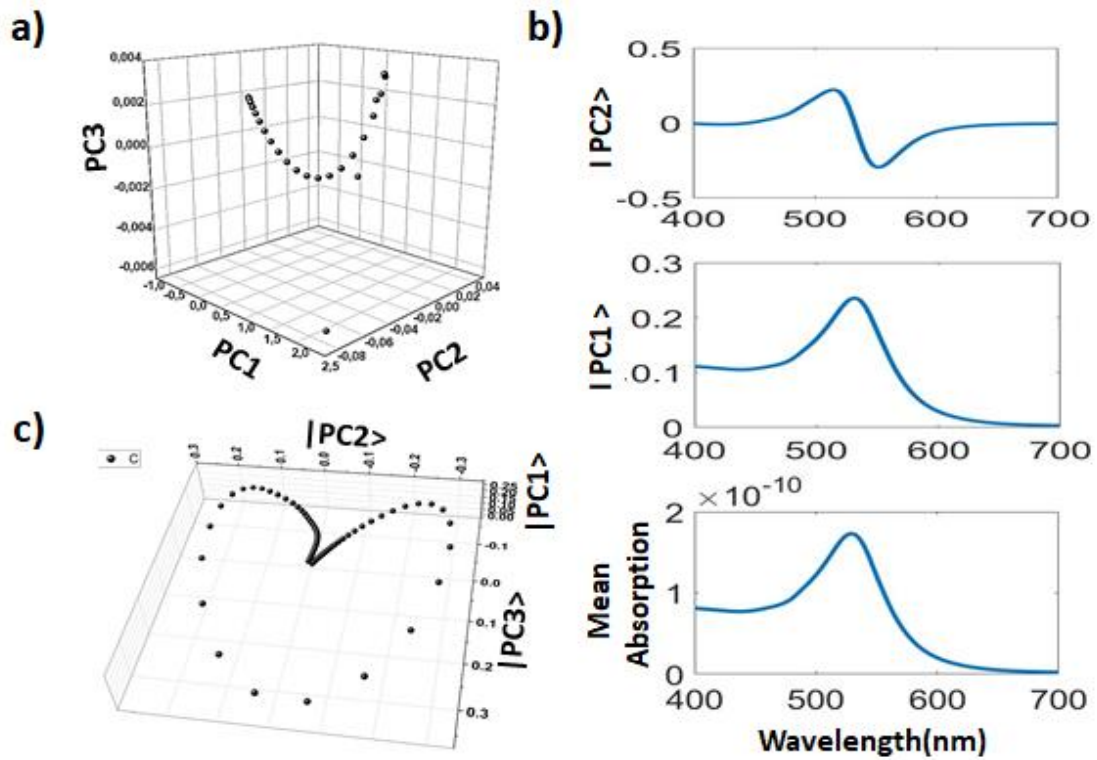 a)
0,004
0,002
0,000
-0,002
-0,004
-0,006
PC3
-1,0
-0,5
0,0
0,5
1,0
1,5
2,0
2,5
PC1
-0,08
-0,06
-0,04
-0,02
0,00
0,02
0,04
PC2
b)
0.5
0
-0.5
I PC2>
400 500 600 700
0.3
0.2
0.1
0
I PC1 >
400 500 600 700
× 10-10
2
1
0
Mean
Absorption
400 500 600 700
Wavelength(nm)
c)
C
|PC2>
0.3 0.2 0.1 0.0 -0.1 -0.2 -0.3
|PC1>
-0.1
0.0
0.1
0.2
0.3
|PC3>